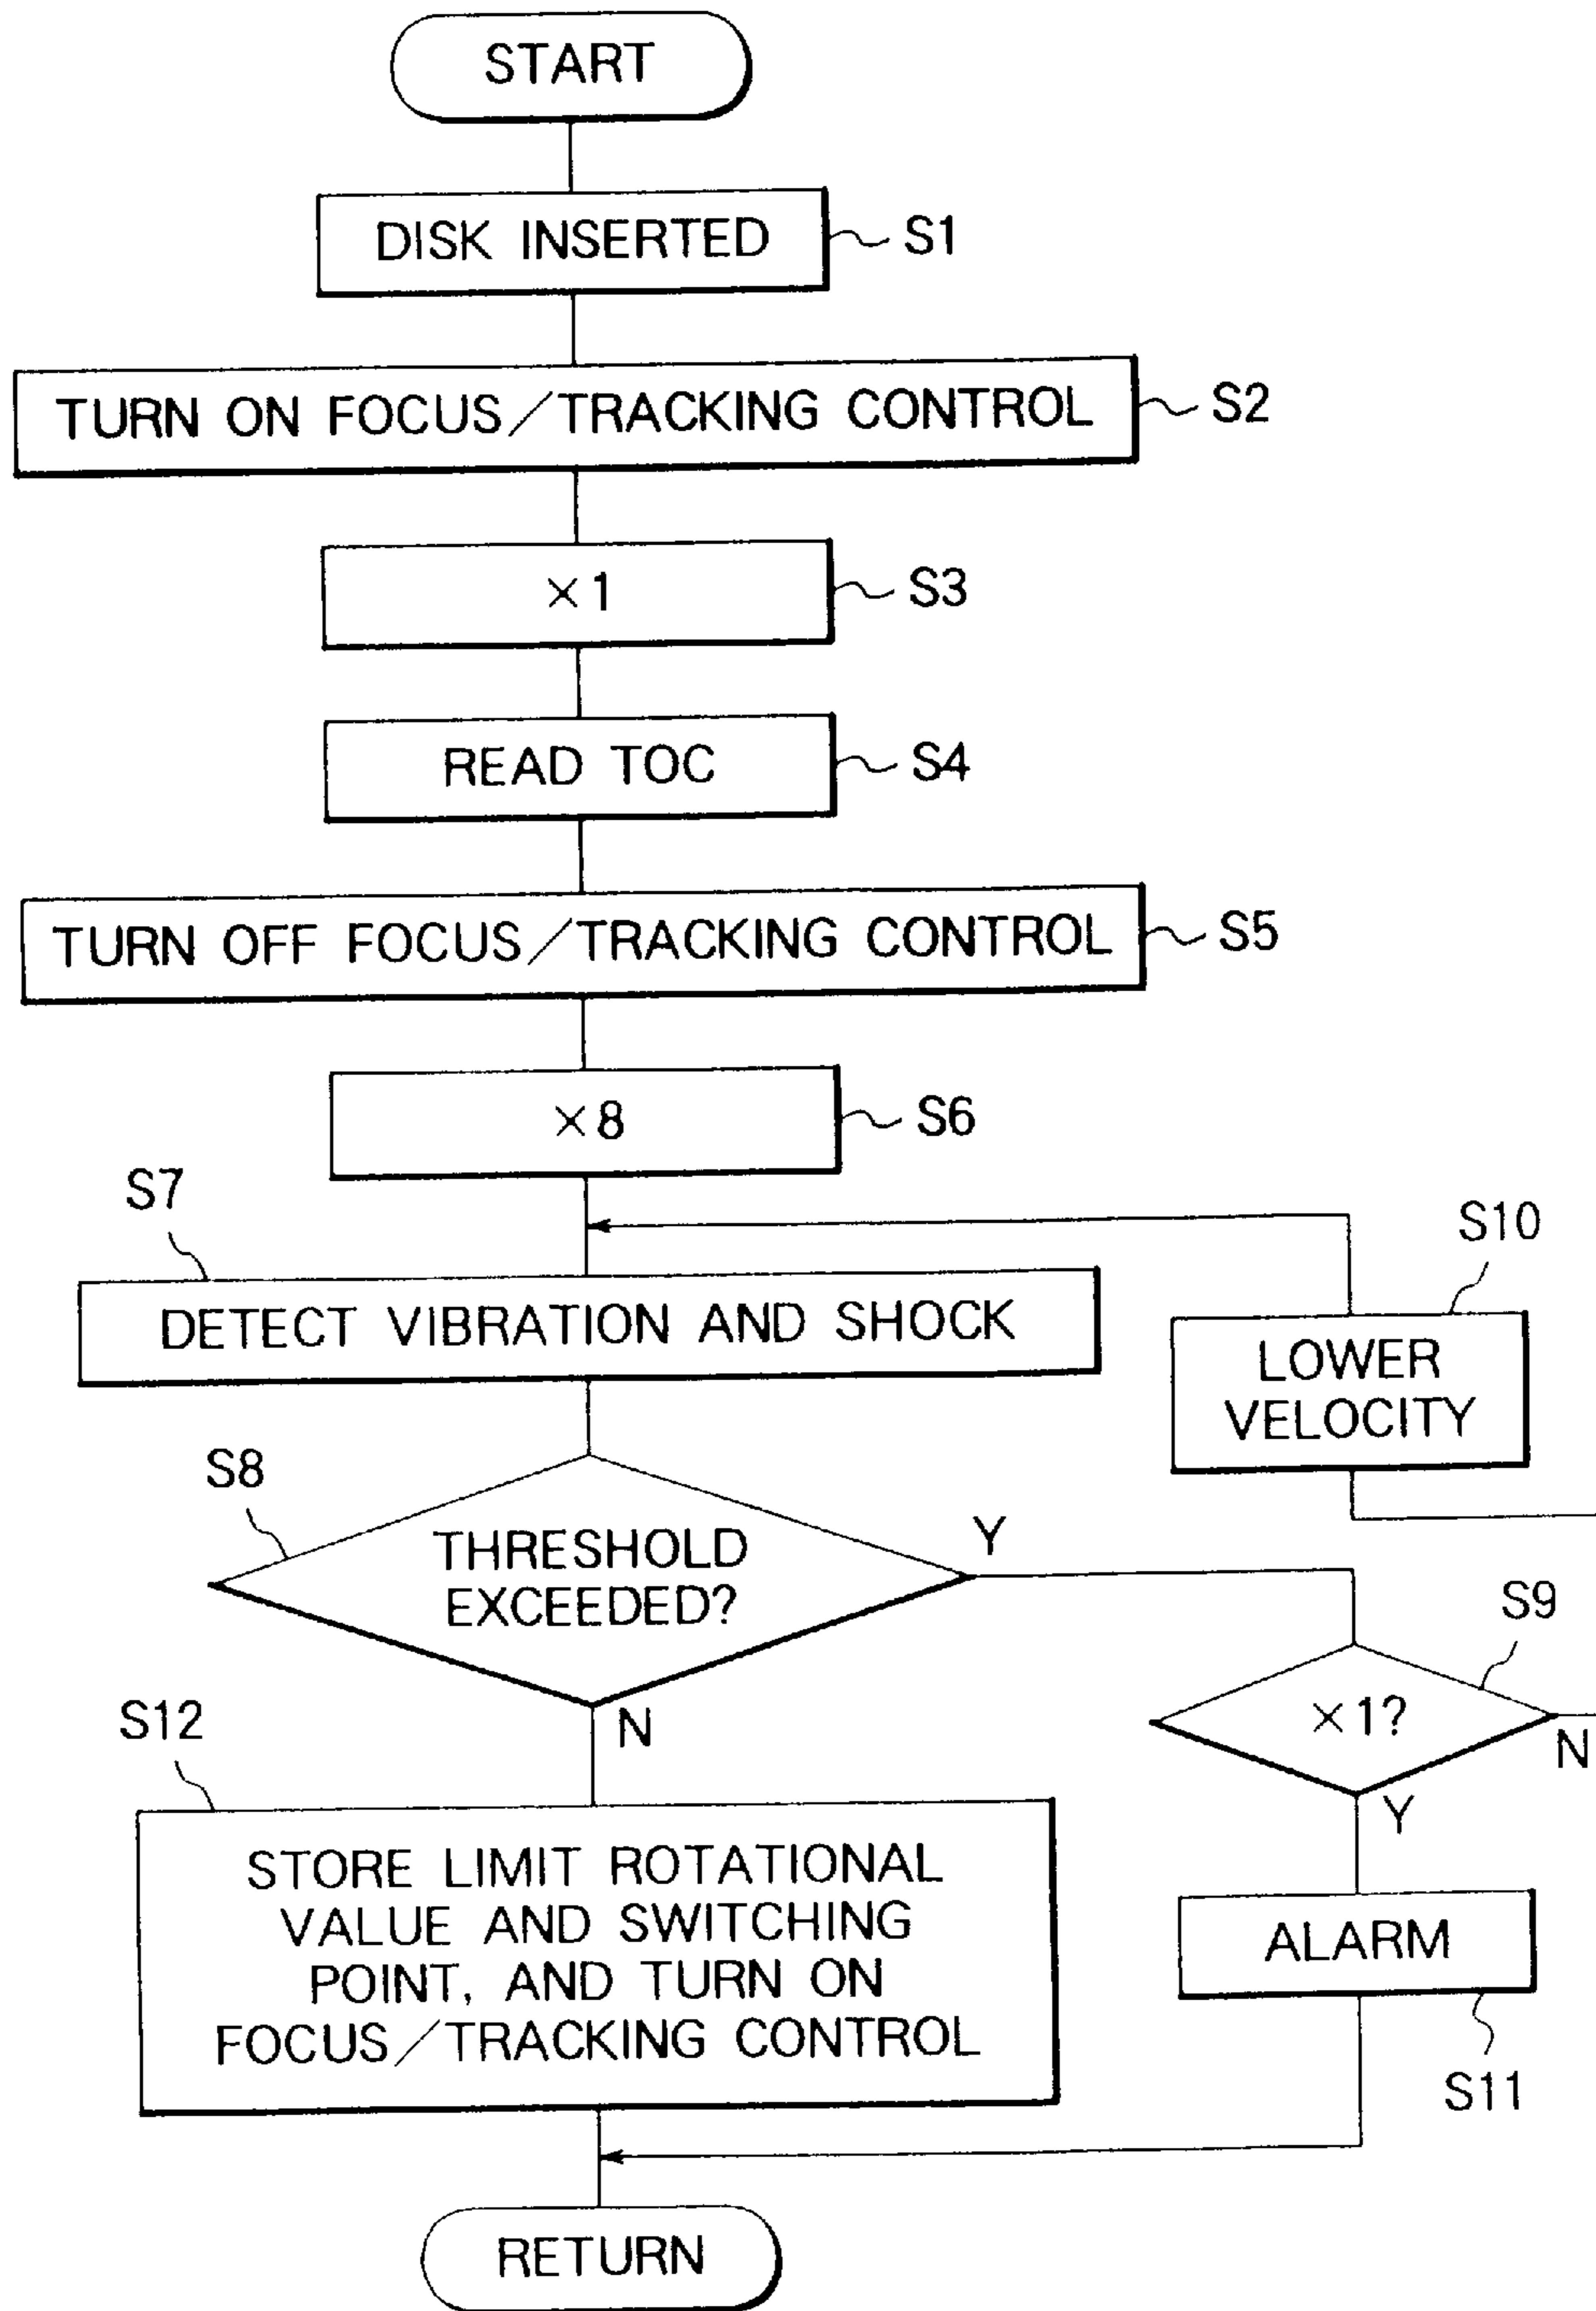 START
DISK INSERTED
S1
TURN ON FOCUS/TRACKING CONTROL
S2
×1
S3
READ TOC
S4
TURN OFF FOCUS/TRACKING CONTROL
S5
×8
S6
S7
DETECT VIBRATION AND SHOCK
S10
LOWER
VELOCITY
S8
THRESHOLD
EXCEEDED?
Y
N
S9
×1?
N
Y
S12
STORE LIMIT ROTATIONAL
VALUE AND SWITCHING
POINT, AND TURN ON
FOCUS/TRACKING CONTROL
ALARM
S11
RETURN